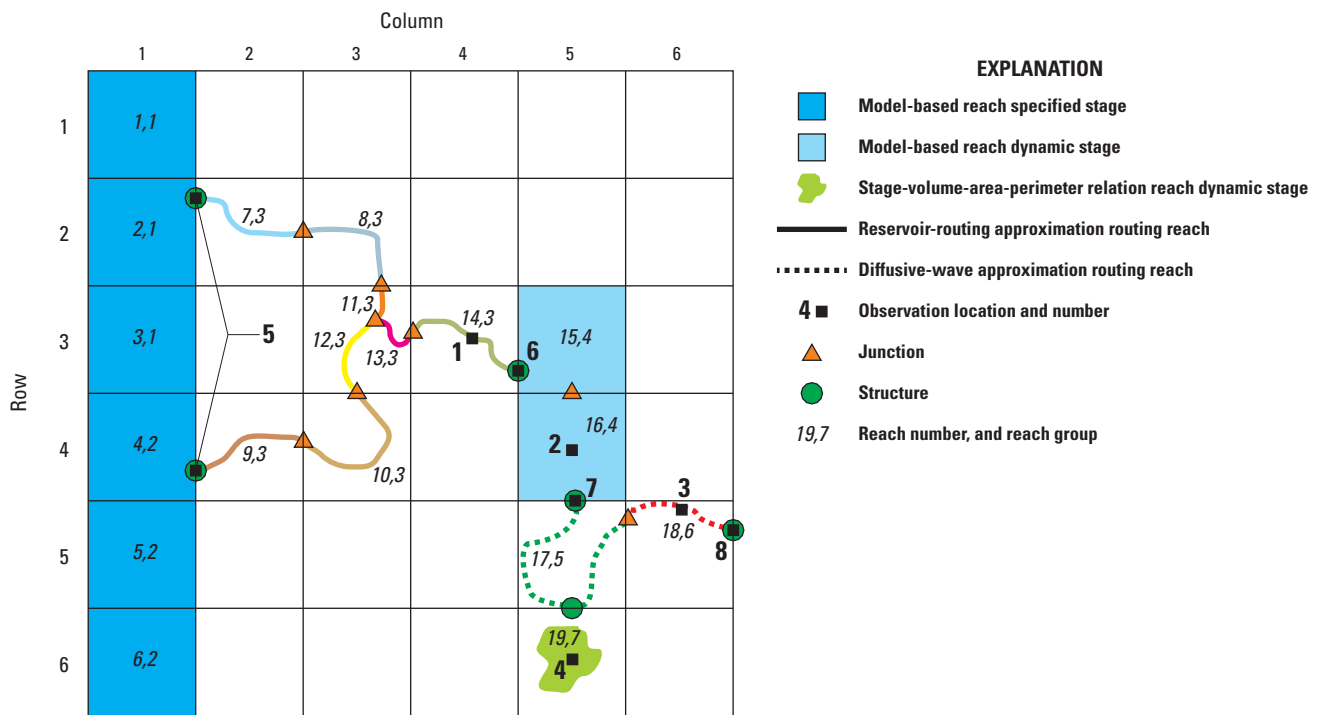 Column
1 2 3 4 5 6
EXPLANATION
Model-based reach specified stage
Model-based reach dynamic stage
Stage-volume-area-perimeter relation reach dynamic stage
Reservoir-routing approximation routing reach
Diffusive-wave approximation routing reach
4 Observation location and number
Junction
Structure
19,7 Reach number, and reach group
Row
1 1,1
2 2,1 7,3 8,3
11,3
3 3,1 5 12,3 13,3 14,3 1 6 15,4
4 4,2 9,3 10,3 2 16,4
7 3
5 5,2 17,5 18,6 8
6 6,2 19,7
4